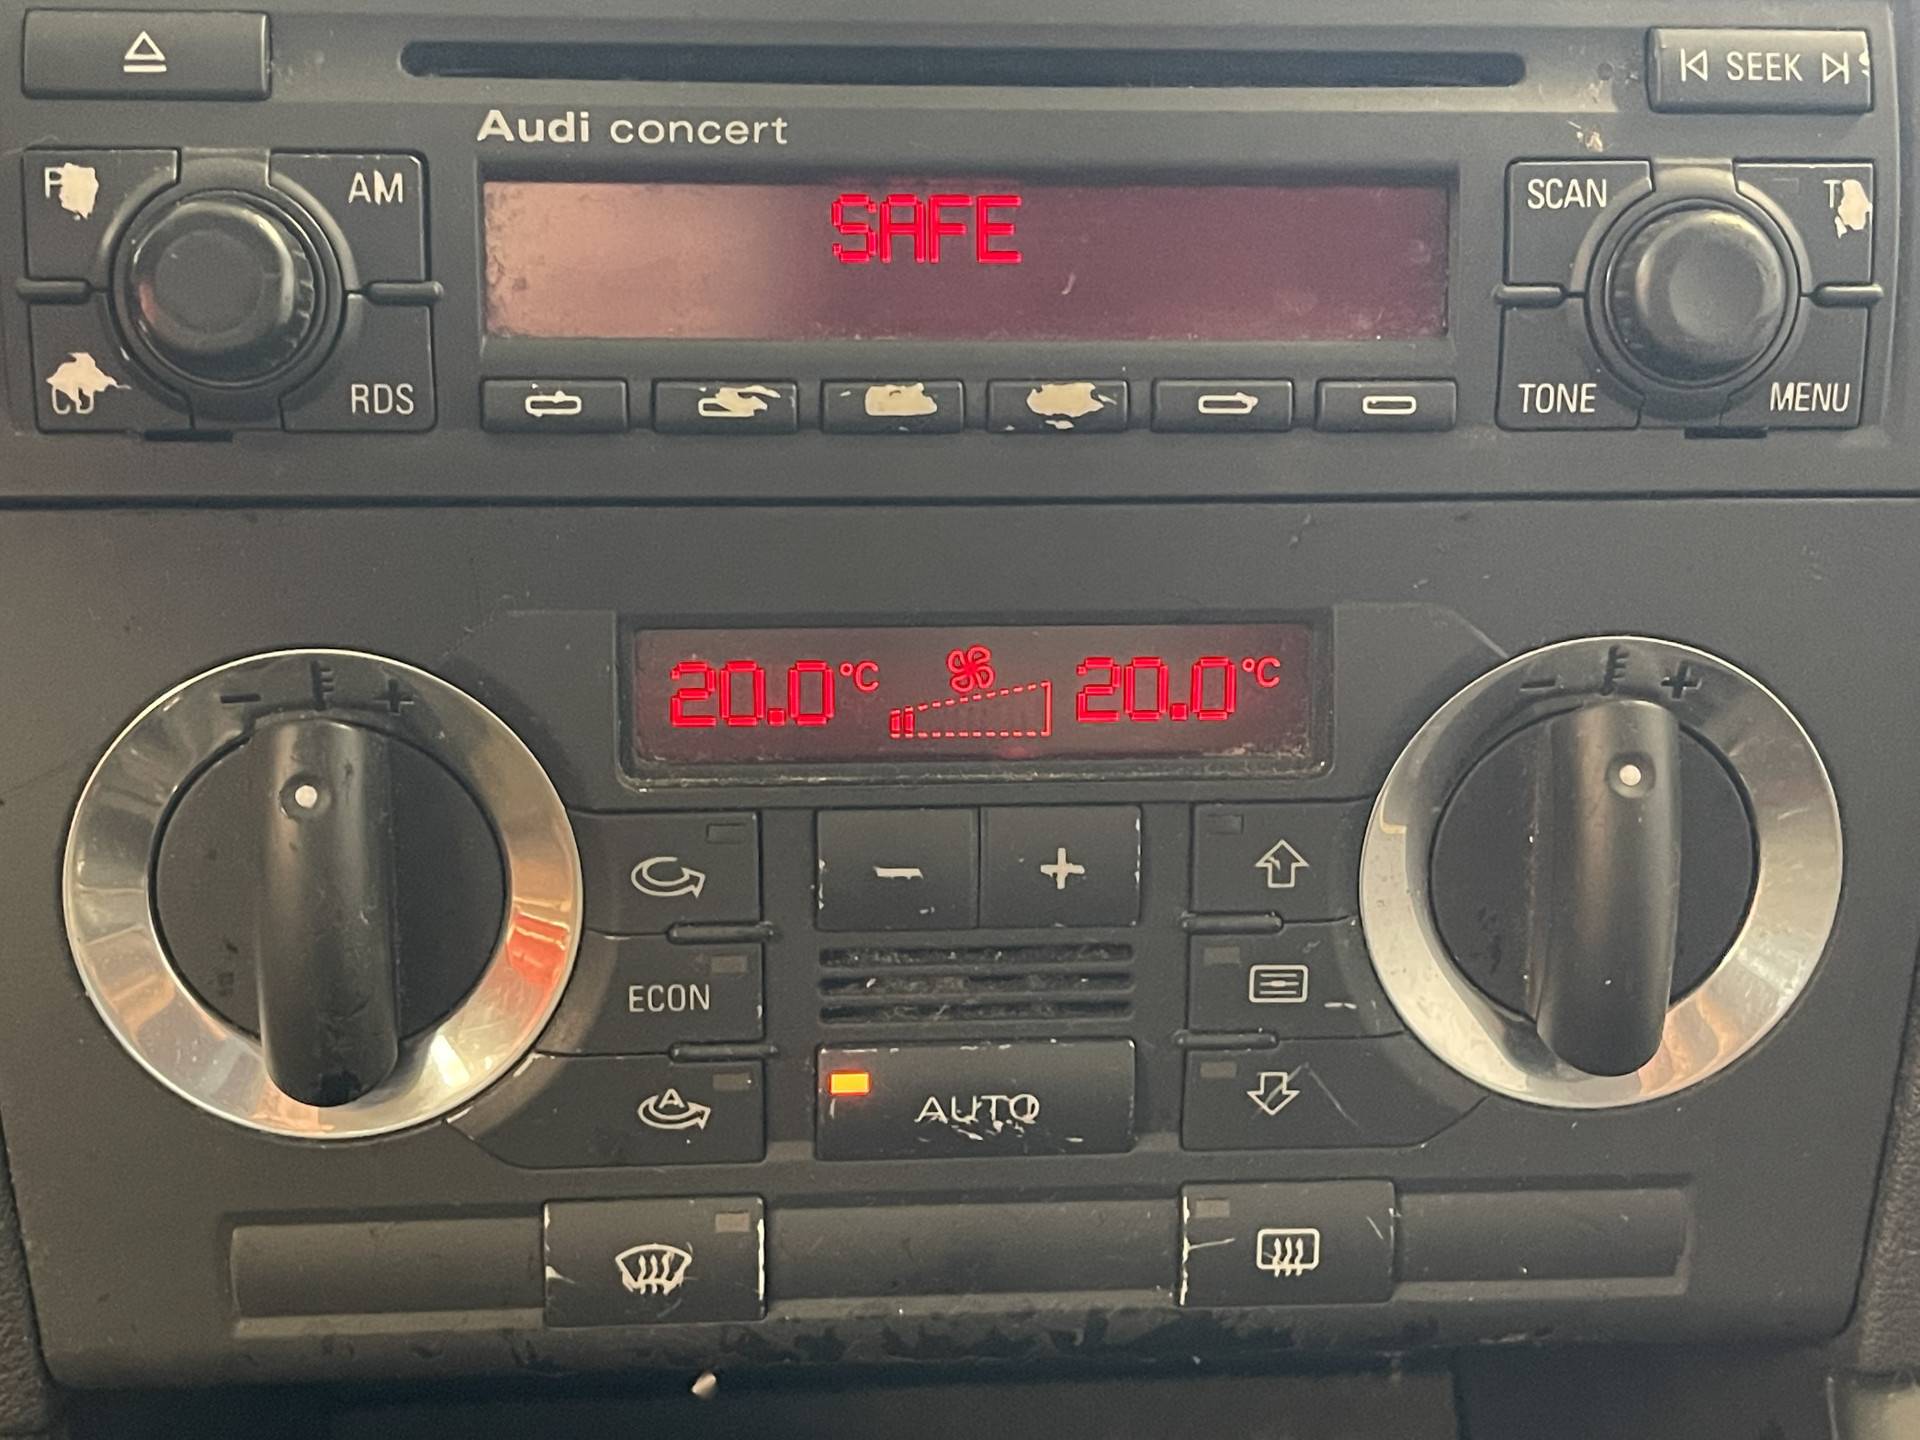 SEEK
Audi concert
AM
SAFE
SCAN
RDS
TONE
MENU
20.0°C
20.0°C
ECON
A
AUTO